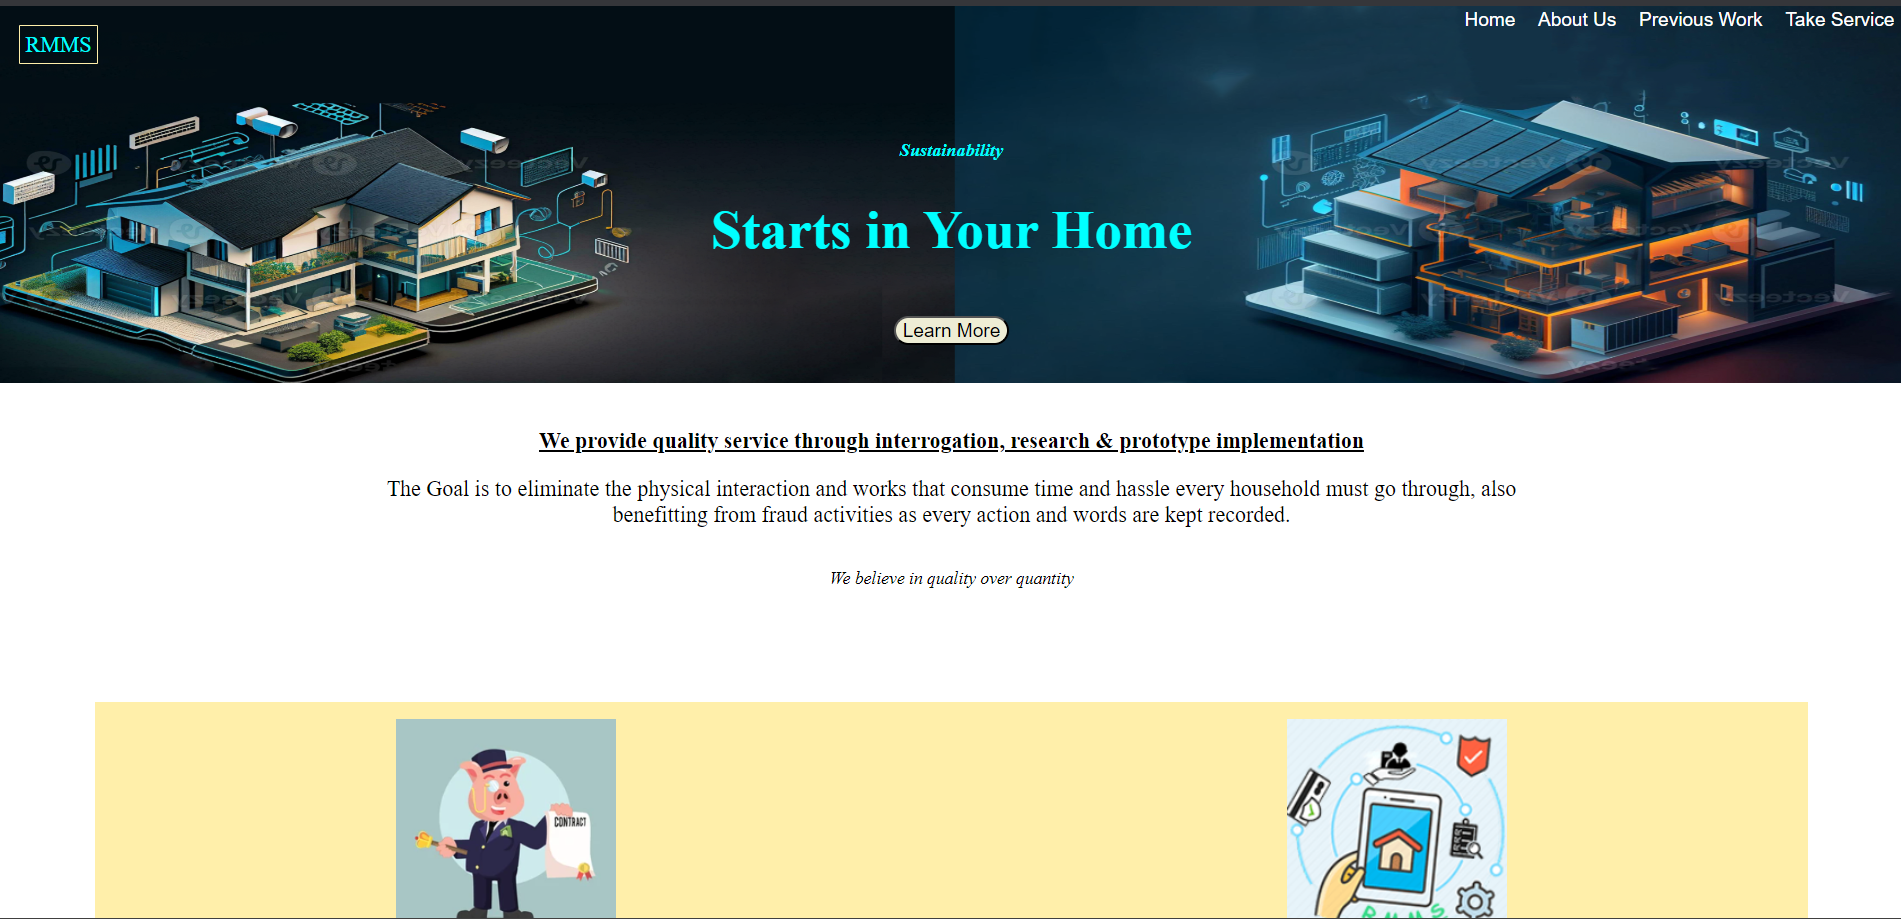 RMMS
Home About Us Previous Work Take Service
Sustainability
Starts in Your Home
Learn More
We provide quality service through interrogation, research & prototype implementation
The Goal is to eliminate the physical interaction and works that consume time and hassle every household must go through, also
benefitting from fraud activities as every action and words are kept recorded.
We believe in quality over quantity
CONTRACT
RMMS